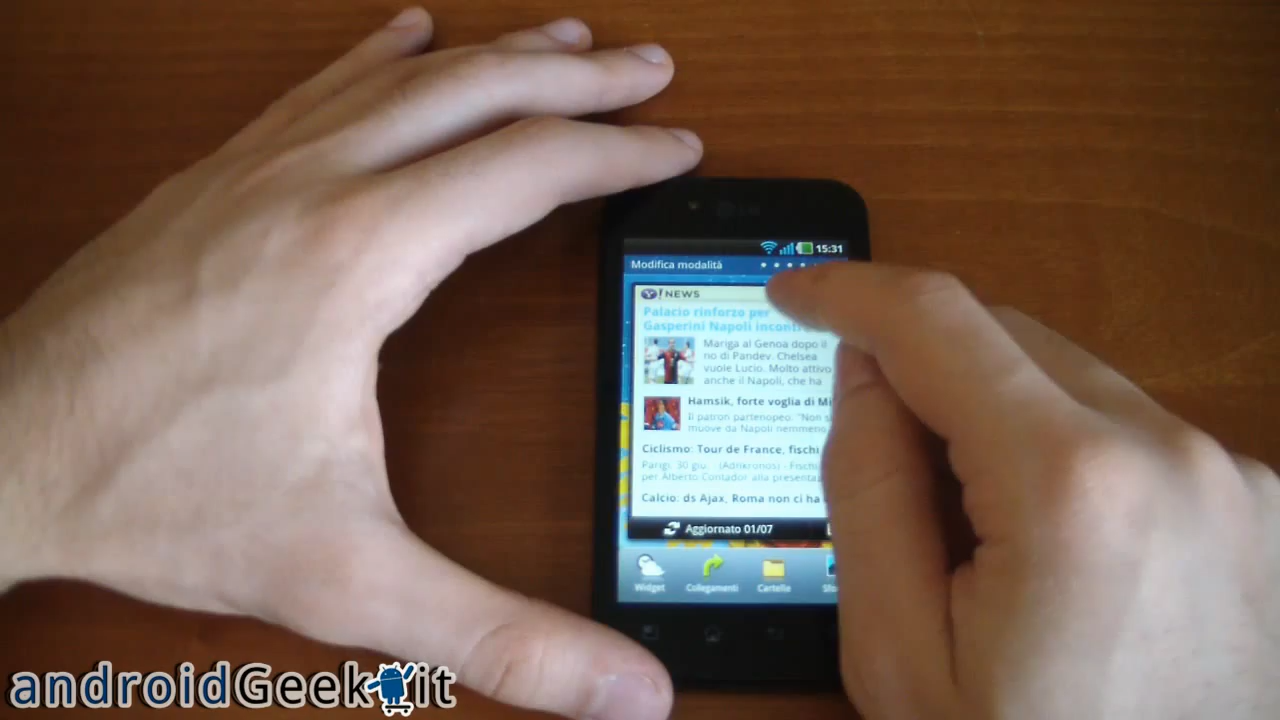 LG
15:31
Modifica modalità
Y! NEWS
Palacio rinforzo per
Gasperini Napoli incont
Mariga al Genoa dopo il
no di Pandev. Chelsea
vuole Lucio. Molto attivo
anche il Napoli, che ha
Hamsik, forte voglia di Mi
Il patron partenopeo: "Non si
muove da Napoli nemmeno
Ciclismo: Tour de France, fischi
Parigi, 30 giu. (Adnkronos) - Fischi
per Alberto Contador alla presenta
Calcio: ds Ajax, Roma non ci ha
Aggiornato 01/07
Widget Collegamenti Cartelle Sfo
androidGeek.it